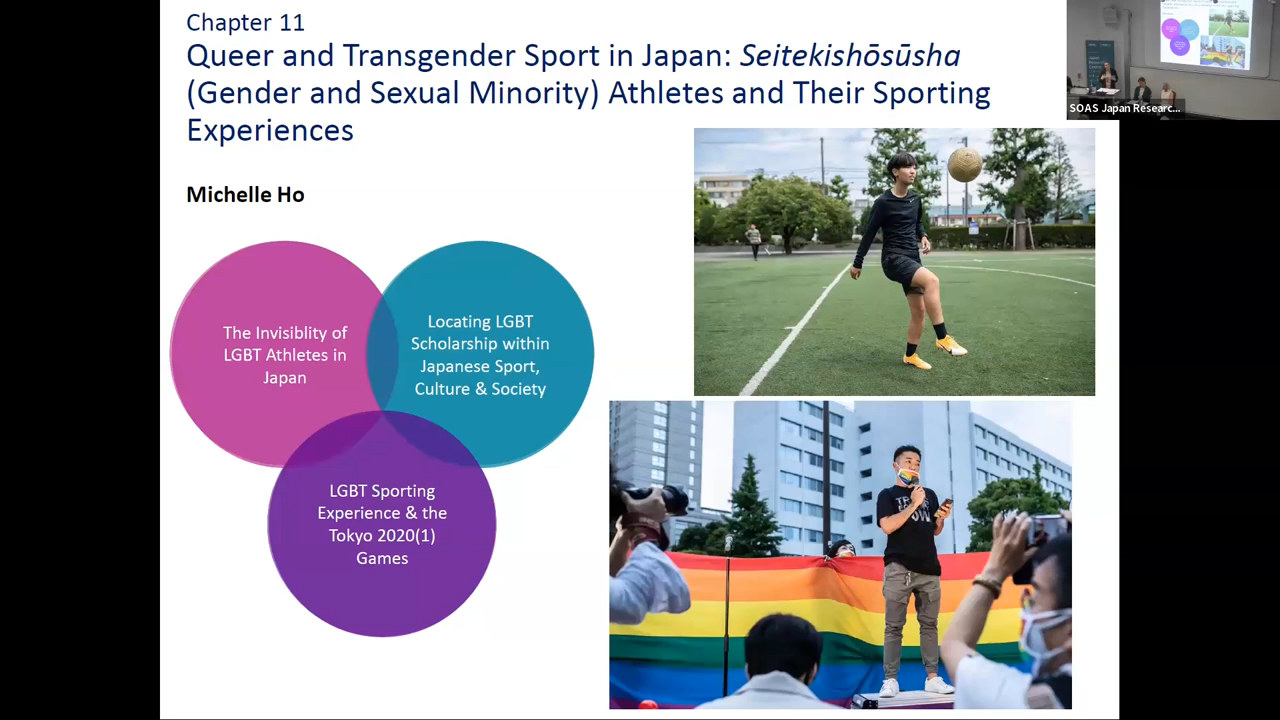 Chapter 11
Queer and Transgender Sport in Japan: Seitekishōsūsha
(Gender and Sexual Minority) Athletes and Their Sporting
Experiences
Michelle Ho
The Invisiblity of
LGBT Athletes in
Japan
Locating LGBT
Scholarship within
Japanese Sport,
Culture & Society
LGBT Sporting
Experience & the
Tokyo 2020(1)
Games
SOAS Japan Researc...